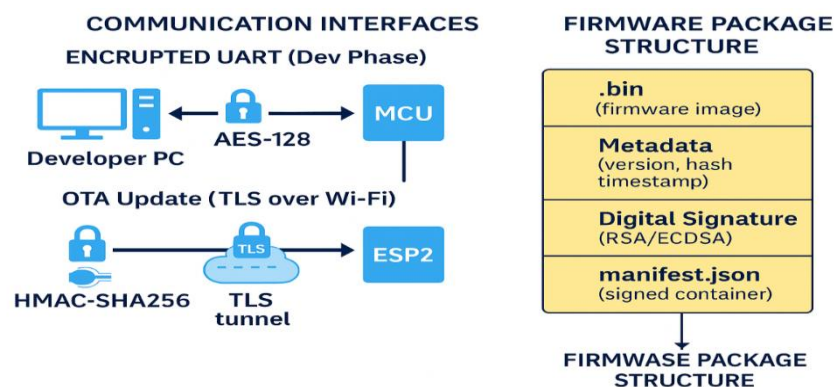 COMMUNICATION INTERFACES
ENCRYPTED UART (Dev Phase)
Developer PC
AES-128
MCU
OTA Update (TLS over Wi-Fi)
HMAC-SHA256
TLS
TLS
tunnel
ESP2
FIRMWARE PACKAGE
STRUCTURE
.bin
(firmware image)
Metadata
(version, hash
timestamp)
Digital Signature
(RSA/ECDSA)
manifest.json
(signed container)
FIRMWASE PACKAGE
STRUCTURE